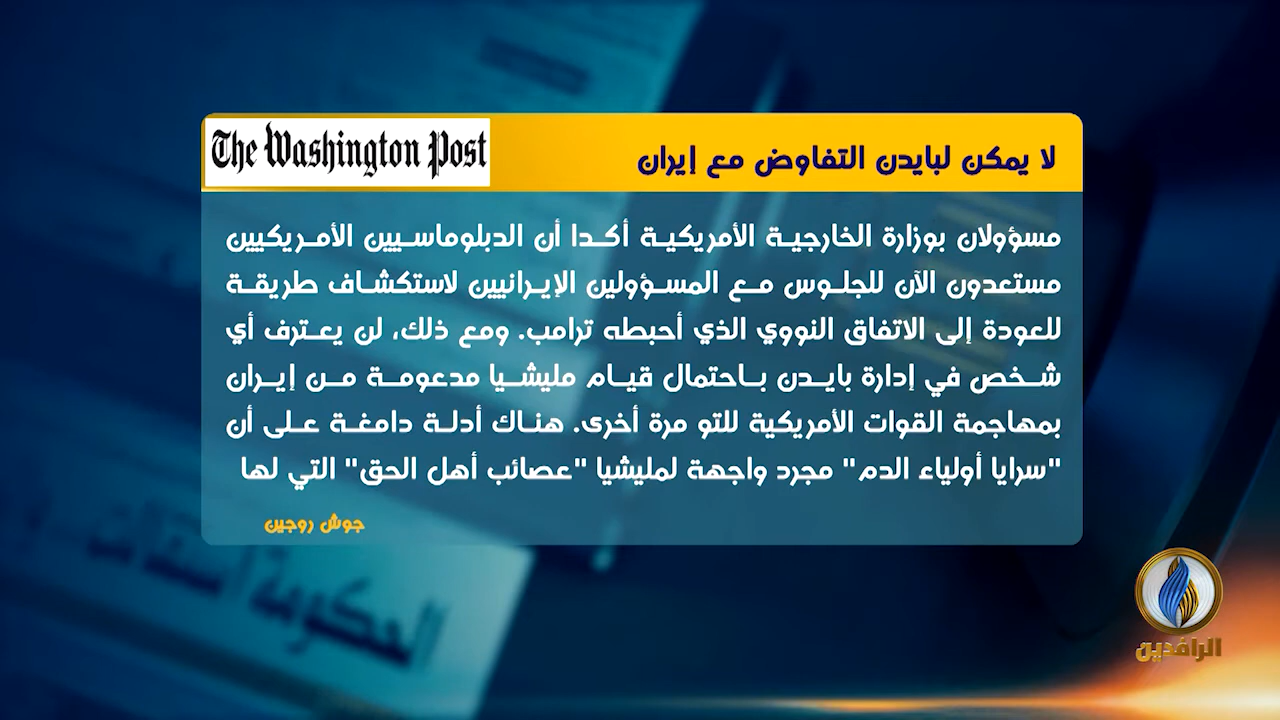 The Washington Post
لا يمكن لبايدن التفاوض مع إيران
مسؤولان بوزارة الخارجية الأمريكية أكدا أن الدبلوماسيين الأمريكيين
مستعدون الآن للجلوس مع المسؤولين الإيرانيين لاستكشاف طريقة
للعودة إلى الاتفاق النووي الذي أحبطه ترامب. ومع ذلك، لن يعترف أي
شخص في إدارة بايدن باحتمال قيام مليشيا مدعومة من إيران
بمهاجمة القوات الأمريكية للتو مرة أخرى. هناك أدلة دامغة على أن
"سرايا أولياء الدم" مجرد واجهة لمليشيا "عصائب أهل الحق" التي لها
جوش روجين
الحكومة استقالت
الرافدين